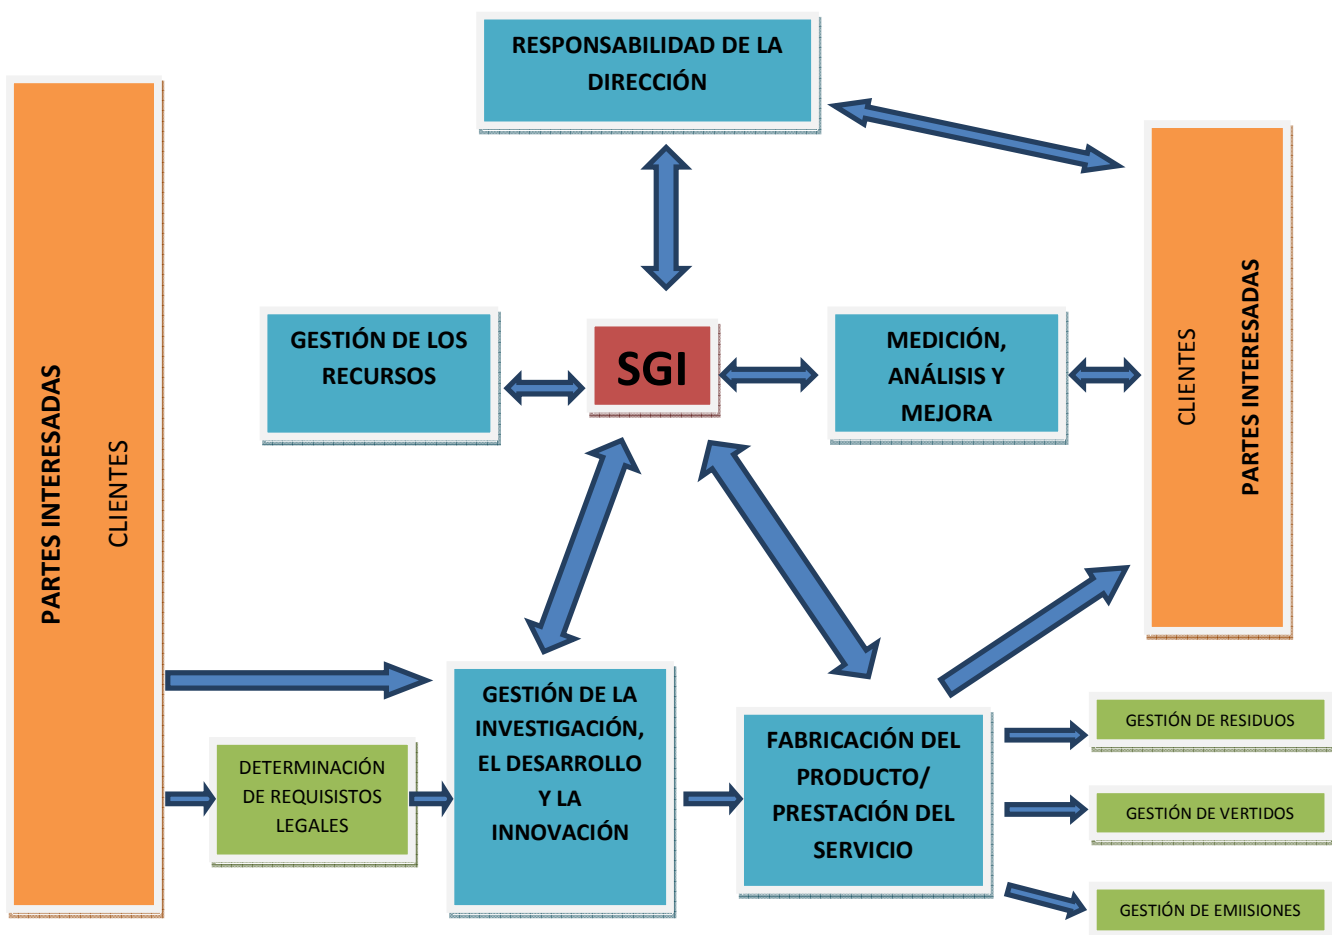 RESPONSABILIDAD DE LA
DIRECCIÓN
PARTES INTERESADAS
CLIENTES
GESTIÓN DE LOS
RECURSOS
SGI
MEDICIÓN,
ANÁLISIS Y
MEJORA
CLIENTES
PARTES INTERESADAS
DETERMINACIÓN
DE REQUISISTOS
LEGALES
GESTIÓN DE LA
INVESTIGACIÓN,
EL DESARROLLO
Y LA
INNOVACIÓN
FABRICACIÓN DEL
PRODUCTO/
PRESTACIÓN DEL
SERVICIO
GESTIÓN DE RESIDUOS
GESTIÓN DE VERTIDOS
GESTIÓN DE EMIISIONES